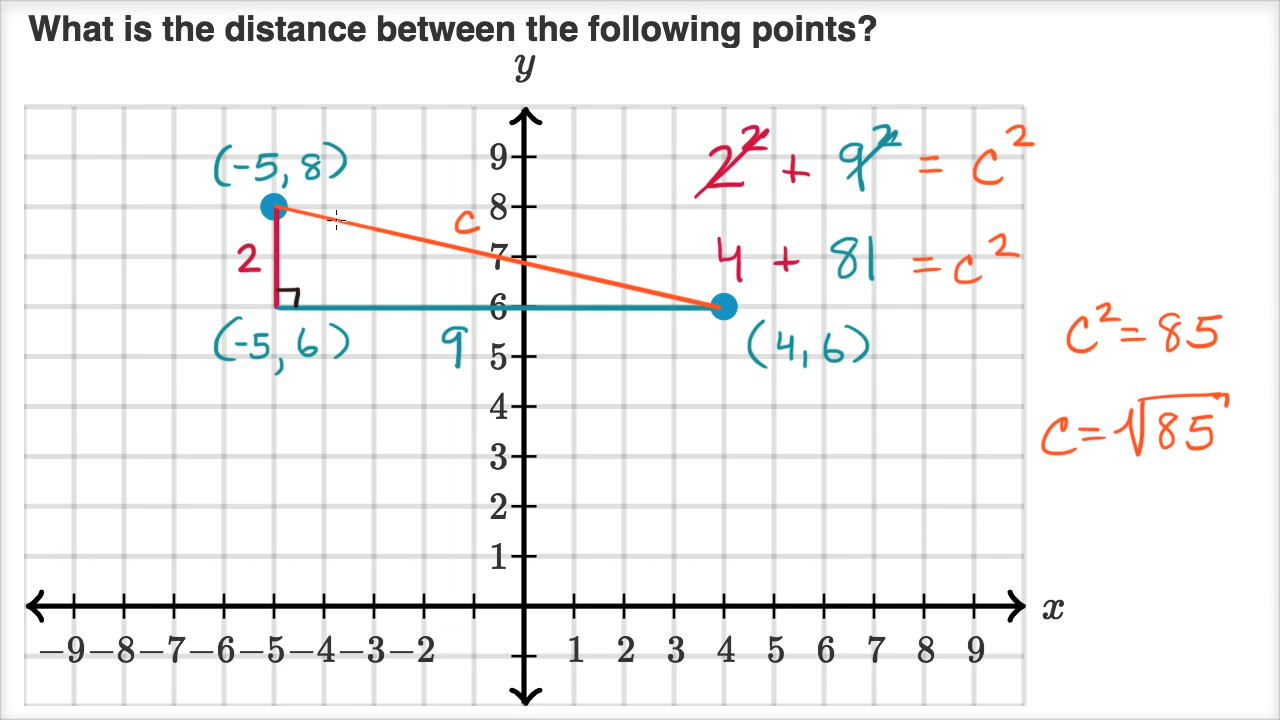 What is the distance between the following points?
y
(-5, 8)
2² + 9² = c²
9
8
c
7
2
4 + 81 = c²
6
(-5, 6)
9
5
(4, 6)
c² = 85
4
c = √85
3
2
1
x
−9 −8 −7 −6 −5 −4 −3 −2 1 2 3 4 5 6 7 8 9